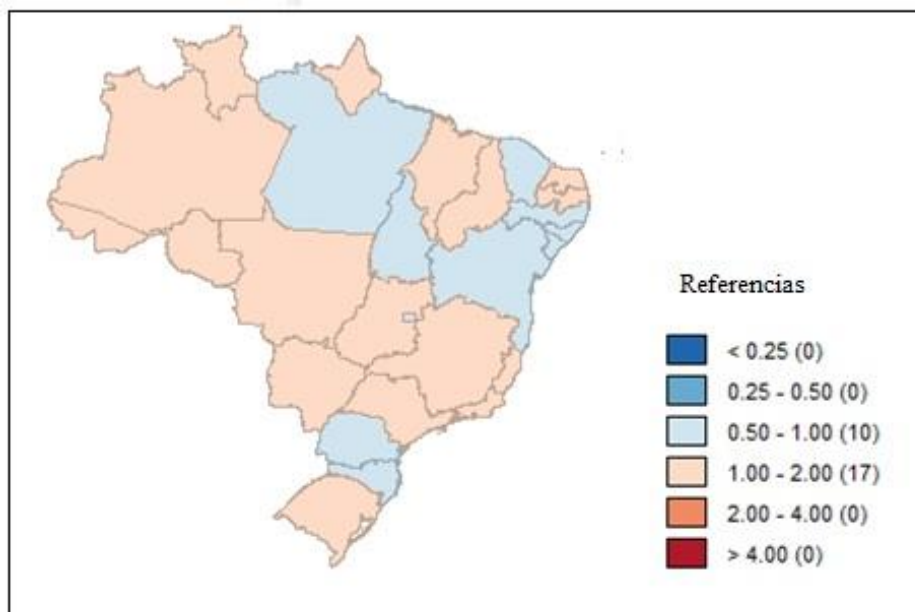 Referencias
< 0.25 (0)
0.25 - 0.50 (0)
0.50 - 1.00 (10)
1.00 - 2.00 (17)
2.00 - 4.00 (0)
> 4.00 (0)